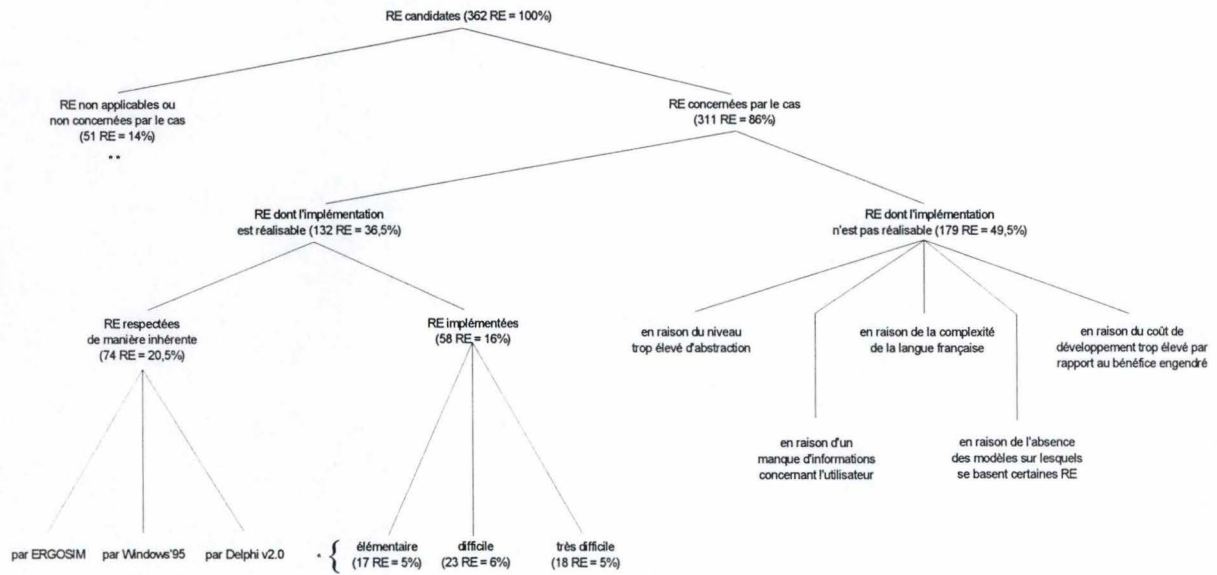 RE candidates (362 RE = 100%)
RE non applicables ou
non concernées par le cas
(51 RE = 14%)
**
RE concernées par le cas
(311 RE = 86%)
RE dont l'implémentation
est réalisable (132 RE = 36,5%)
RE dont l'implémentation
n'est pas réalisable (179 RE = 49,5%)
RE respectées
de manière inhérente
(74 RE = 20,5%)
RE implémentées
(58 RE = 16%)
en raison du niveau
trop élevé d'abstraction
en raison de la complexité
de la langue française
en raison du coût de
développement trop élevé par
rapport au bénéfice engendré
en raison d'un
manque d'informations
concernant l'utilisateur
en raison de l'absence
des modèles sur lesquels
se basent certaines RE
par ERGOSIM
par Windows'95
par Delphi v2.0
* {
élémentaire
(17 RE = 5%)
difficile
(23 RE = 6%)
très difficile
(18 RE = 5%)